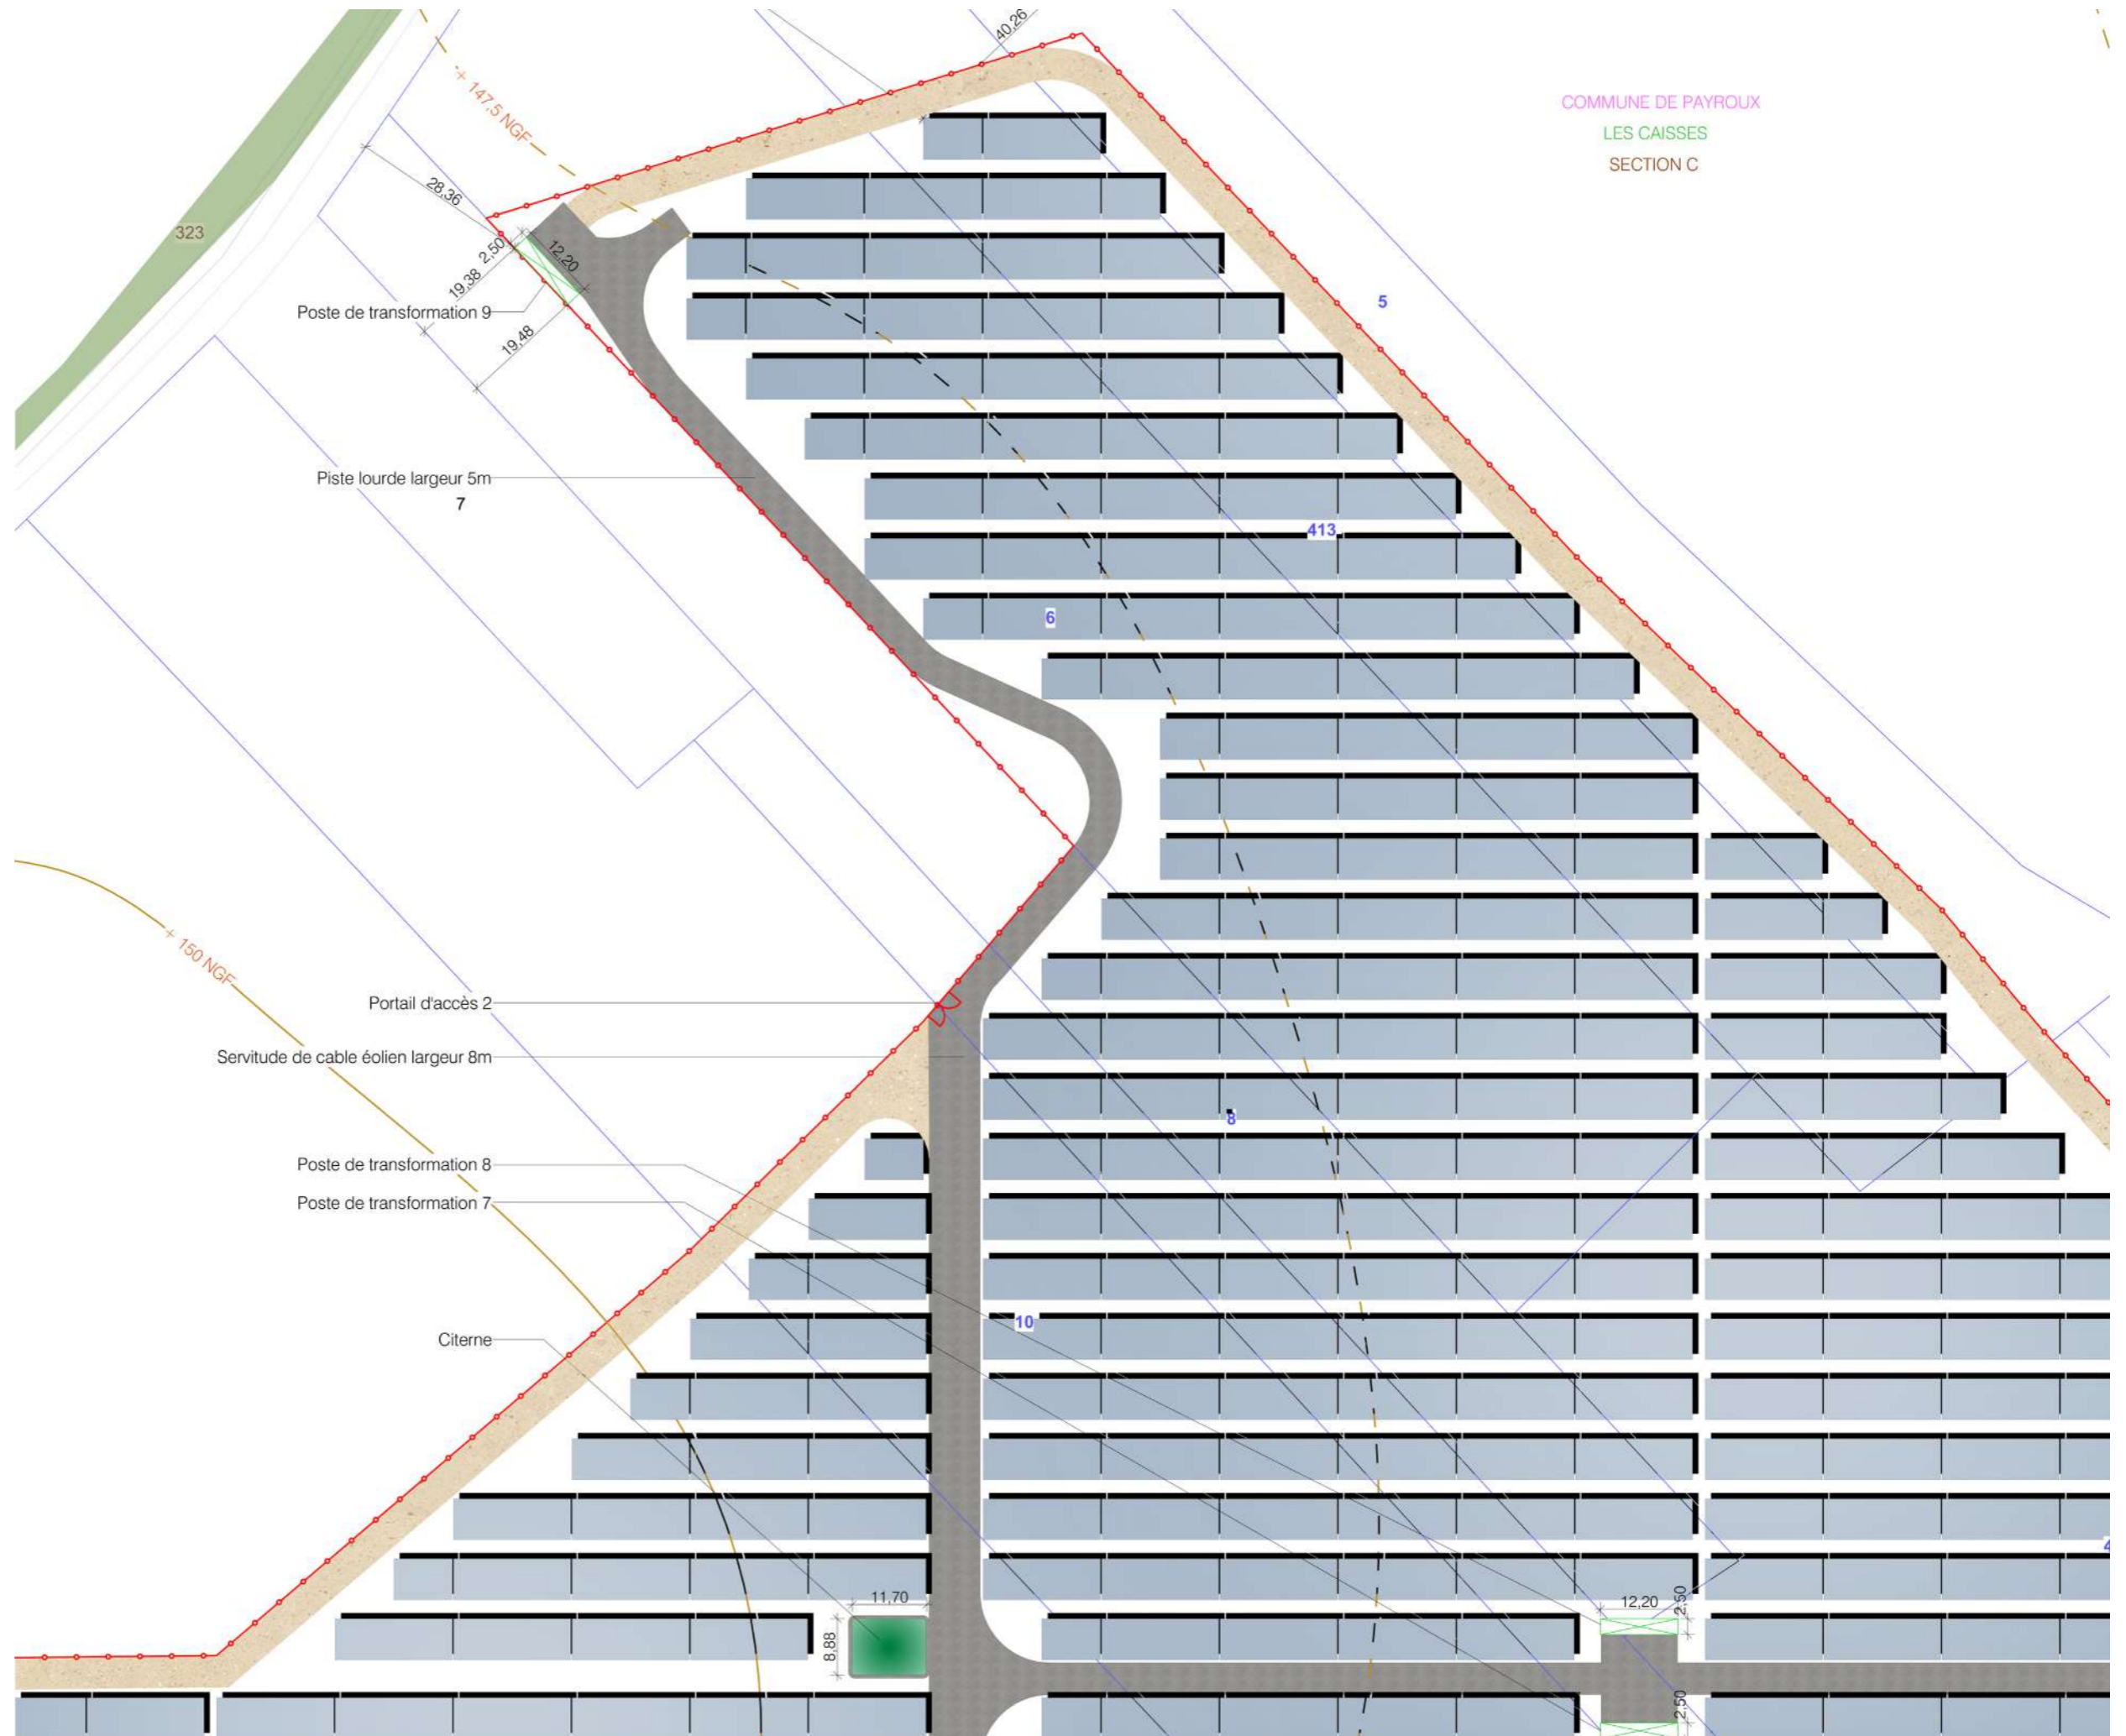 40,26
COMMUNE DE PAYROUX
LES CAISSES
SECTION C
+ 147,5 NGF
28,36
323
2,50
12,20
19,38
Poste de transformation 9
19,48
5
Piste lourde largeur 5m
7
413
6
+ 150 NGF
Portail d'accès 2
Servitude de cable éolien largeur 8m
8
Poste de transformation 8
Poste de transformation 7
10
Citerne
4
11,70
8,88
12,20
2,50
2,50